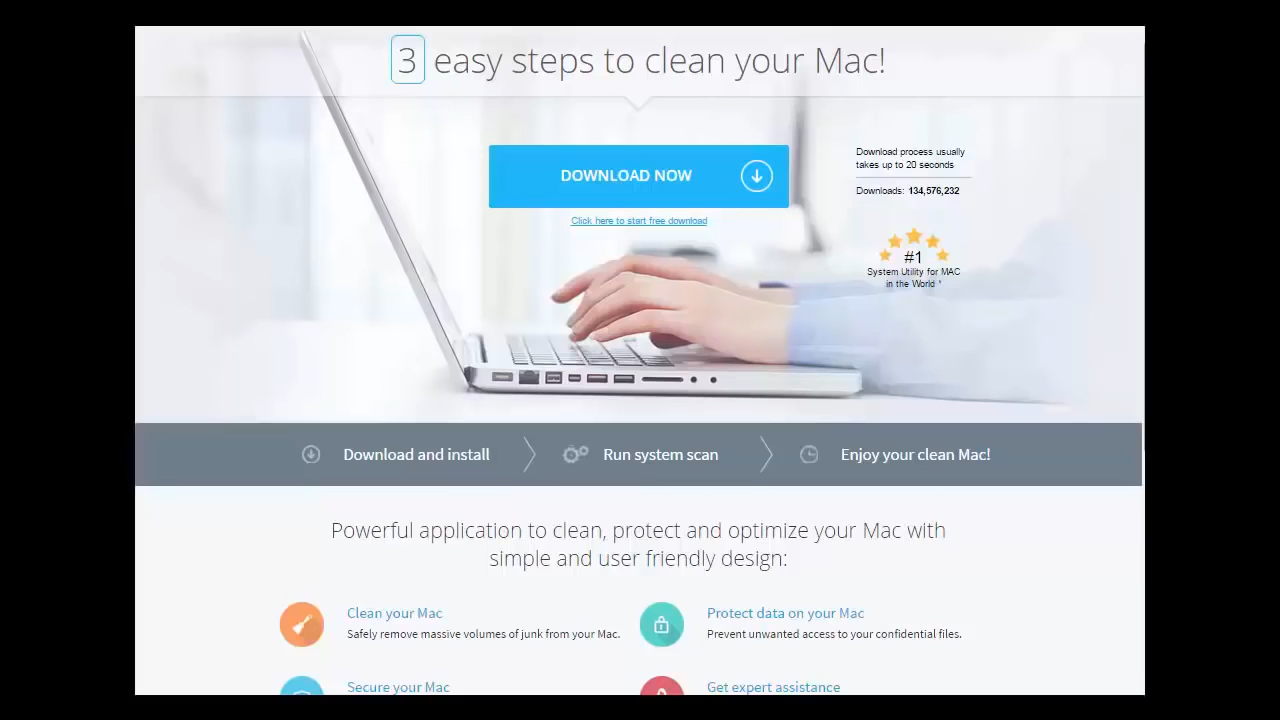 3 easy steps to clean your Mac!
DOWNLOAD NOW
Click here to start free download
Download process usually
takes up to 20 seconds
Downloads: 134,576,232
#1
System Utility for MAC
in the World *
Download and install
Run system scan
Enjoy your clean Mac!
Powerful application to clean, protect and optimize your Mac with
simple and user friendly design:
Clean your Mac
Safely remove massive volumes of junk from your Mac.
Protect data on your Mac
Prevent unwanted access to your confidential files.
Secure your Mac
Get expert assistance